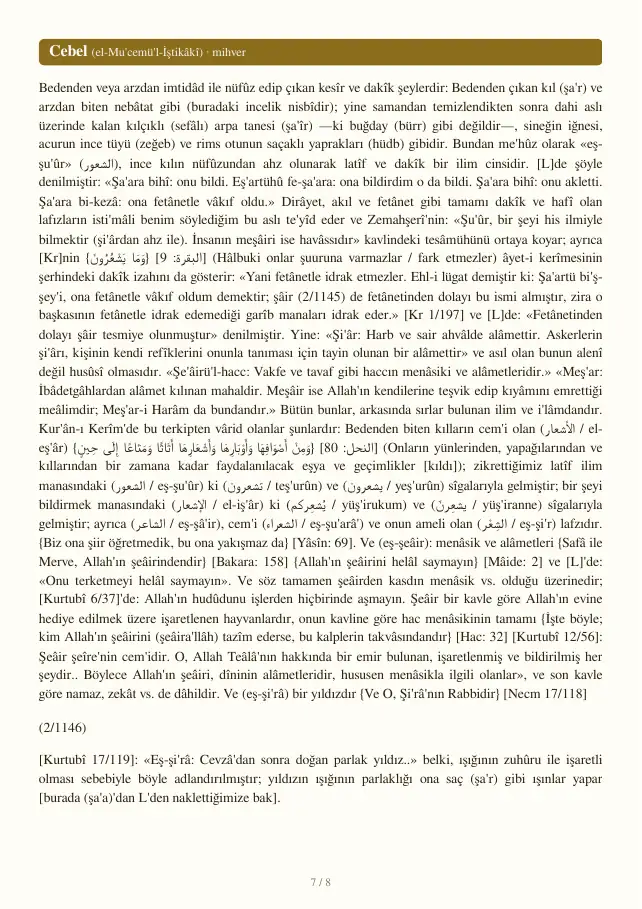 Cebel (el-Mu'cemü'l-İştikâkî) · mihver
Bedenden veya arzdan imtidâd ile nüfûz edip çıkan kesîr ve dakîk şeylerdir: Bedenden çıkan kıl (şa'r) ve
arzdan biten nebâtat gibi (buradaki incelik nisbîdir); yine samandan temizlendikten sonra dahi aslı
üzerinde kalan kılçıklı (sefâlı) arpa tanesi (şa'îr) —ki buğday (bürr) gibi değildir—, sineğin iğnesi,
acurun ince tüyü (zeğeb) ve rims otunun saçaklı yaprakları (hüdb) gibidir. Bundan me'hûz olarak «eş-
şu'ûr» (الشعور), ince kılın nüfûzundan ahz olunarak latîf ve dakîk bir ilim cinsidir. [L]de şöyle
denilmiştir: «Şa'ara bihî: onu bildi. Eş'artühû fe-şa'ara: ona bildirdim o da bildi. Şa'ara bihî: onu akletti.
Şa'ara bi-kezâ: ona fetânetle vâkıf oldu.» Dirâyet, akıl ve fetânet gibi tamamı dakîk ve hafî olan
lafızların isti'mâli benim söylediğim bu aslı te'yîd eder ve Zemahşerî'nin: «Şu'ûr, bir şeyi his ilmiyle
bilmektir (şi'ârdan ahz ile). İnsanın meşâiri ise havâssıdır» kavlindeki tesâmühünü ortaya koyar; ayrıca
[Kr]nin {وَمَا يَشْعُرُونَ} [البقرة: 9] (Hâlbuki onlar şuuruna varmazlar / fark etmezler) âyet-i kerîmesinin
şerhindeki dakîk izahını da gösterir: «Yani fetânetle idrak etmezler. Ehl-i lügat demiştir ki: Şa'artü bi'ş-
şey'i, ona fetânetle vâkıf oldum demektir; şâir (2/1145) de fetânetinden dolayı bu ismi almıştır, zira o
başkasının fetânetle idrak edemediği garîb manaları idrak eder.» [Kr 1/197] ve [L]de: «Fetânetinden
dolayı şâir tesmiye olunmuştur» denilmiştir. Yine: «Şi'âr: Harb ve sair ahvâlde alâmettir. Askerlerin
şi'ârı, kişinin kendi refîklerini onunla tanıması için tayin olunan bir alâmettir» ve asıl olan bunun alenî
değil husûsî olmasıdır. «Şe'âirü'l-hacc: Vakfe ve tavaf gibi haccın menâsiki ve alâmetleridir.» «Meş'ar:
İbâdetgâhlardan alâmet kılınan mahaldir. Meşâir ise Allah'ın kendilerine teşvik edip kıyâmını emrettiği
meâlimdir; Meş'ar-i Harâm da bundandır.» Bütün bunlar, arkasında sırlar bulunan ilim ve i'lâmdandır.
Kur'ân-ı Kerîm'de bu terkipten vârid olanlar şunlardır: Bedenden biten kılların cem'i olan (الأشعار / el-
eş'âr) {وَمِنْ أَصْوَافِهَا وَأَوْبَارِهَا وَأَشْعَارِهَا أَثَاثًا وَمَتَاعًا إِلَى حِينٍ} [النحل: 80] (Onların yünlerinden, yapağılarından ve
kıllarından bir zamana kadar faydalanılacak eşya ve geçimlikler [kıldı]); zikrettiğimiz latîf ilim
manasındaki (الشعور / eş-şu'ûr) ki (تشعرون / teş'urûn) ve (يشعرون / yeş'urûn) sîgalarıyla gelmiştir; bir şeyi
bildirmek manasındaki (الإشعار / el-iş'âr) ki (يُشعِركم / yüş'irukum) ve (يشعِرنّ / yüş'iranne) sîgalarıyla
gelmiştir; ayrıca (الشاعر / eş-şâ'ir), cem'i (الشعراء / eş-şu'arâ') ve onun ameli olan (الشِعْر / eş-şi'r) lafzıdır.
{Biz ona şiir öğretmedik, bu ona yakışmaz da} [Yâsîn: 69]. Ve (eş-şeâir): menâsik ve alâmetleri {Safâ ile
Merve, Allah'ın şeâirindendir} [Bakara: 158] {Allah'ın şeâirini helâl saymayın} [Mâide: 2] ve [L]'de:
«Onu terketmeyi helâl saymayın». Ve söz tamamen şeâirden kasdın menâsik vs. olduğu üzerinedir;
[Kurtubî 6/37]'de: Allah'ın hudûdunu işlerden hiçbirinde aşmayın. Şeâir bir kavle göre Allah'ın evine
hediye edilmek üzere işaretlenen hayvanlardır, onun kavline göre hac menâsikinin tamamı {İşte böyle;
kim Allah'ın şeâirini (şeâira'llâh) tazîm ederse, bu kalplerin takvâsındandır} [Hac: 32] [Kurtubî 12/56]:
Şeâir şeîre'nin cem'idir. O, Allah Teâlâ'nın hakkında bir emir bulunan, işaretlenmiş ve bildirilmiş her
şeydir.. Böylece Allah'ın şeâiri, dîninin alâmetleridir, hususen menâsikla ilgili olanlar», ve son kavle
göre namaz, zekât vs. de dâhildir. Ve (eş-şi'râ) bir yıldızdır {Ve O, Şi'râ'nın Rabbidir} [Necm 17/118]
(2/1146)
[Kurtubî 17/119]: «Eş-şi'râ: Cevzâ'dan sonra doğan parlak yıldız..» belki, ışığının zuhûru ile işaretli
olması sebebiyle böyle adlandırılmıştır; yıldızın ışığının parlaklığı ona saç (şa'r) gibi ışınlar yapar
[burada (şa'a)'dan L'den naklettiğimize bak].
7 / 8